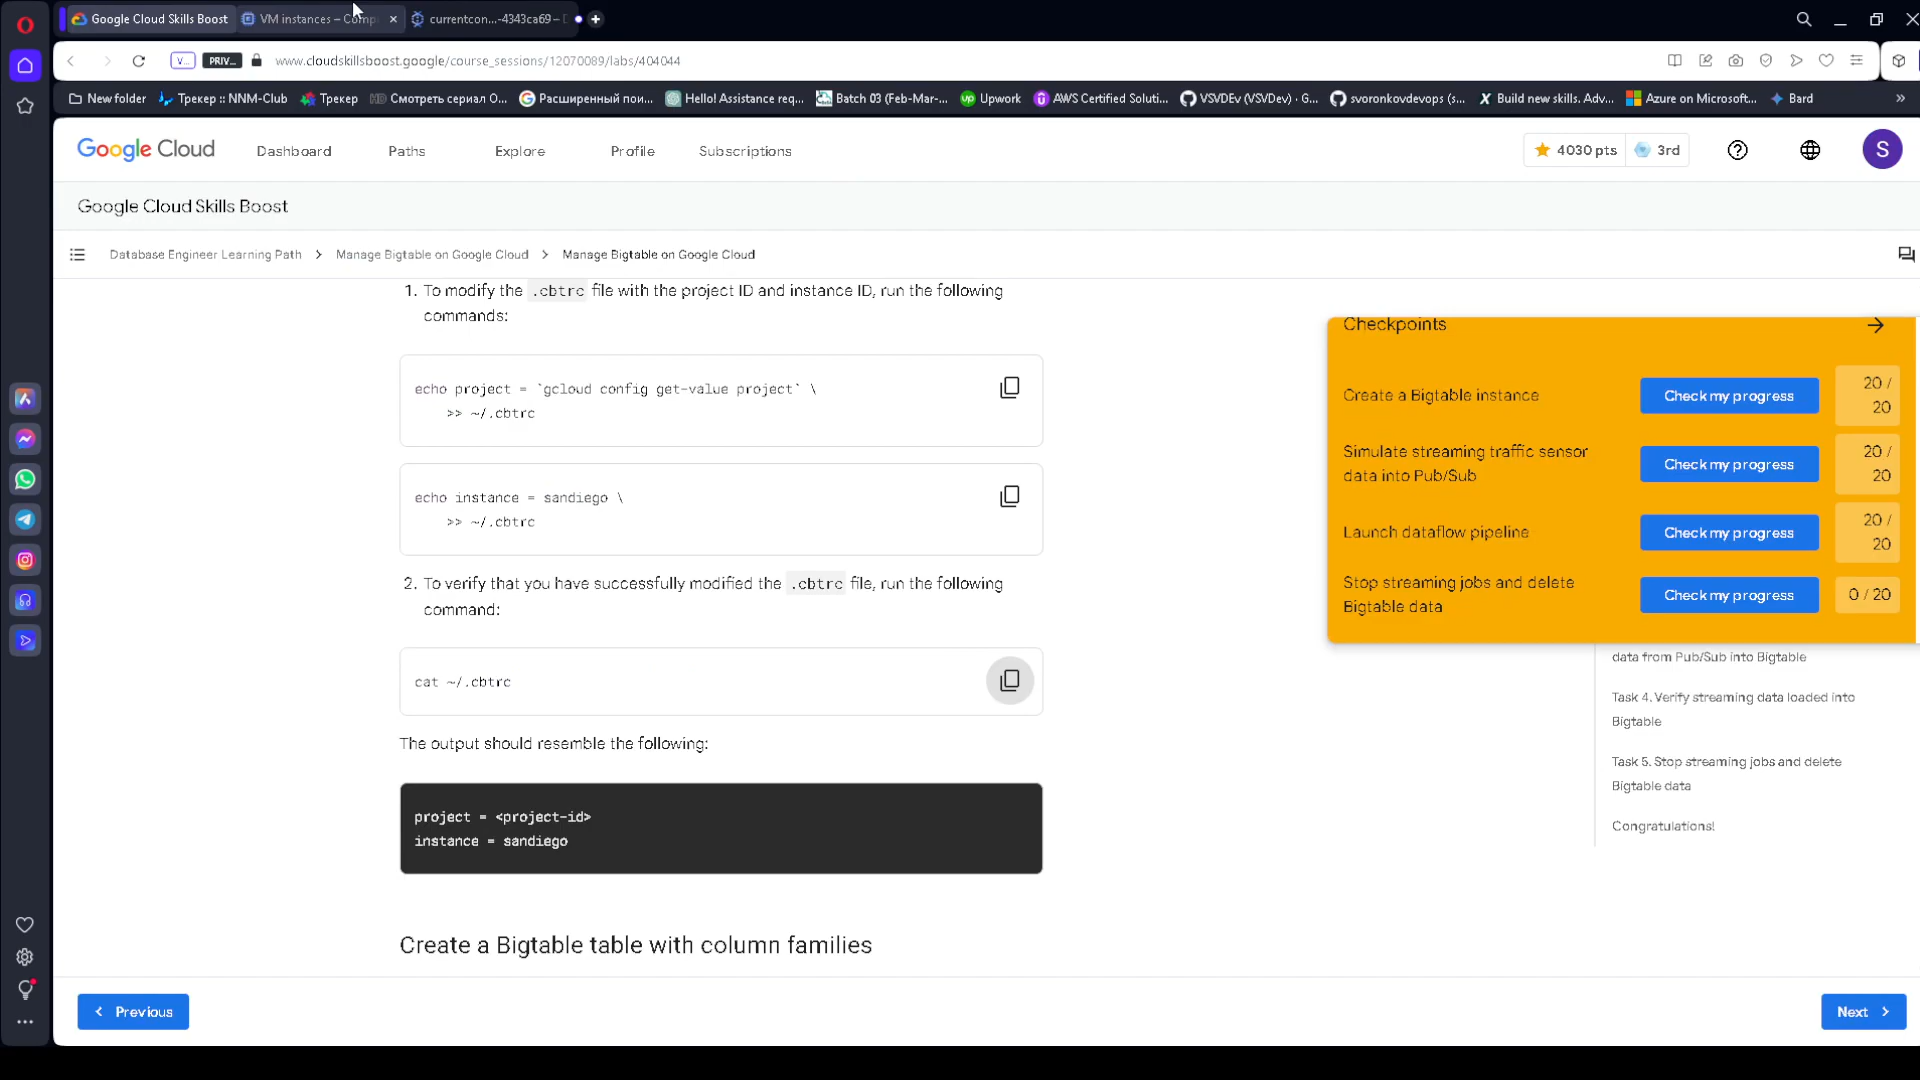 Google Cloud Skills Boost
VM instances – Comp
currentcon...-4343ca69 – D
V...
PRIV...
www.cloudskillsboost.google/course_sessions/12070089/labs/404044
New folder
Трекер :: NNM-Club
Трекер
HD Смотреть сериал О...
Расширенный пои...
Hello! Assistance req...
Batch 03 (Feb-Mar-...
Upwork
AWS Certified Soluti...
VSVDEv (VSVDev) · G...
svoronkovdevops (s...
Build new skills. Adv...
Azure on Microsoft...
Bard
»
Google Cloud
Dashboard
Paths
Explore
Profile
Subscriptions
4030 pts
3rd
S
Google Cloud Skills Boost
Database Engineer Learning Path > Manage Bigtable on Google Cloud > Manage Bigtable on Google Cloud
1. To modify the .cbtrc file with the project ID and instance ID, run the following
commands:
echo project = `gcloud config get-value project` \
>> ~/.cbtrc
echo instance = sandiego \
>> ~/.cbtrc
2. To verify that you have successfully modified the .cbtrc file, run the following
command:
cat ~/.cbtrc
The output should resemble the following:
project = <project-id>
instance = sandiego
Create a Bigtable table with column families
Checkpoints
Create a Bigtable instance
Check my progress
20 /
20
Simulate streaming traffic sensor
data into Pub/Sub
Check my progress
20 /
20
Launch dataflow pipeline
Check my progress
20 /
20
Stop streaming jobs and delete
Bigtable data
Check my progress
0 / 20
data from Pub/Sub into Bigtable
Task 4. Verify streaming data loaded into
Bigtable
Task 5. Stop streaming jobs and delete
Bigtable data
Congratulations!
Previous
Next